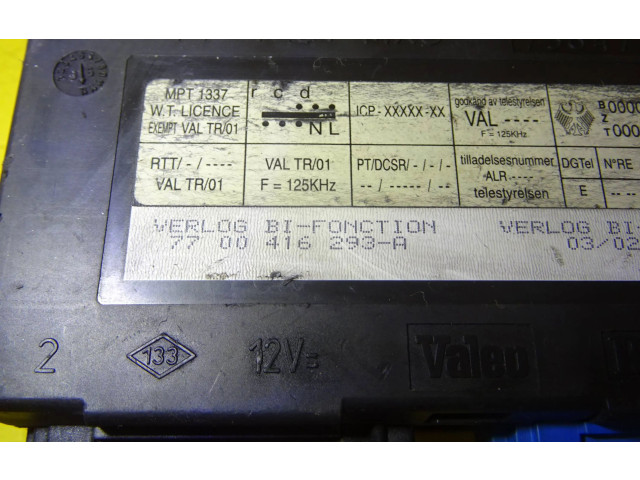 MPT 1337
W.T. LICENCE
EXEMPT VAL TR/01
r c d
N L
ICP - XXXXX - XX
godkänd av telestyrelsen
VAL ----
F = 125KHz
B
Z
T
RTT/ - / ----
VAL TR/01
VAL TR/01
F = 125KHz
PT/DCSR/ - / - / -
-- / ----- / --
tilladelsesnummer
ALR. ----
telestyrelsen
DGTel
E
N°RE
VERLOG BI-FONCTION
77 00 416 293-A
VERLOG BI-
03/02
2
133
12V=
Valeo